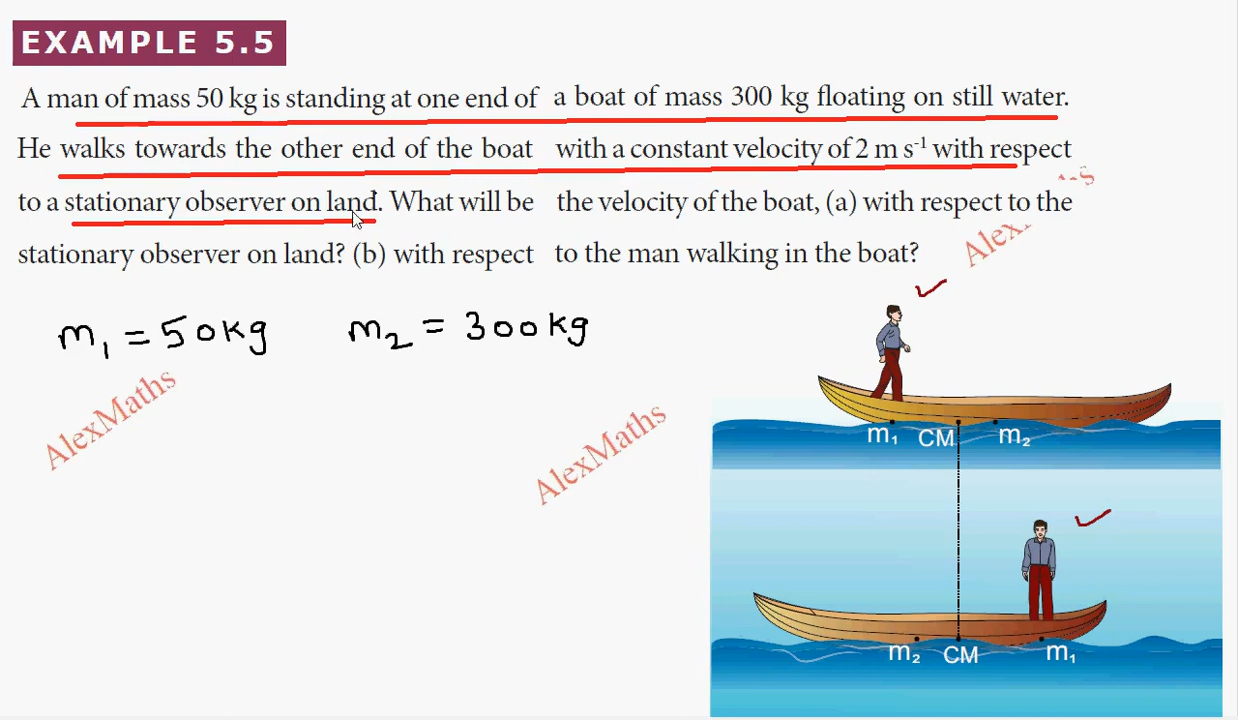 EXAMPLE 5.5
A man of mass 50 kg is standing at one end of a boat of mass 300 kg floating on still water.
He walks towards the other end of the boat with a constant velocity of 2 m s⁻¹ with respect
to a stationary observer on land. What will be the velocity of the boat, (a) with respect to the
stationary observer on land? (b) with respect to the man walking in the boat?
m₁ = 50kg m₂ = 300kg
AlexMaths
AlexMaths
m₁ CM m₂
m₂ CM m₁